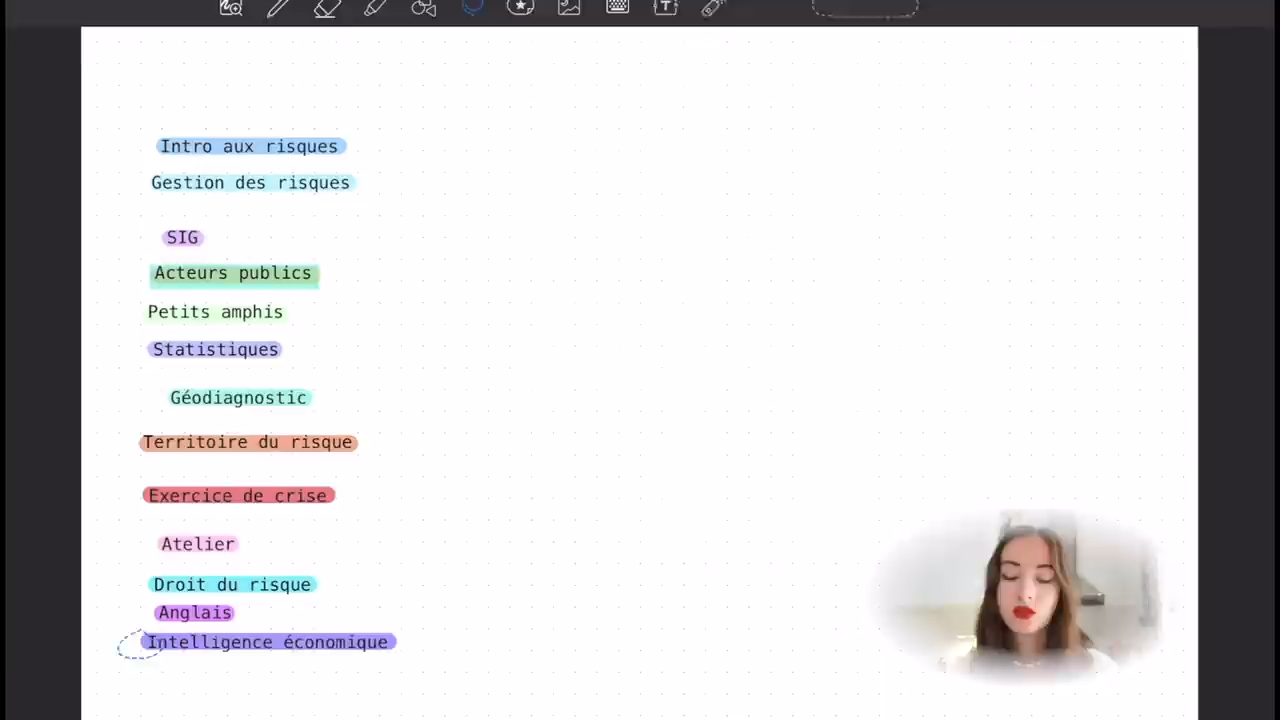 Intro aux risques
Gestion des risques
SIG
Acteurs publics
Petits amphis
Statistiques
Géodiagnostic
Territoire du risque
Exercice de crise
Atelier
Droit du risque
Anglais
Intelligence économique